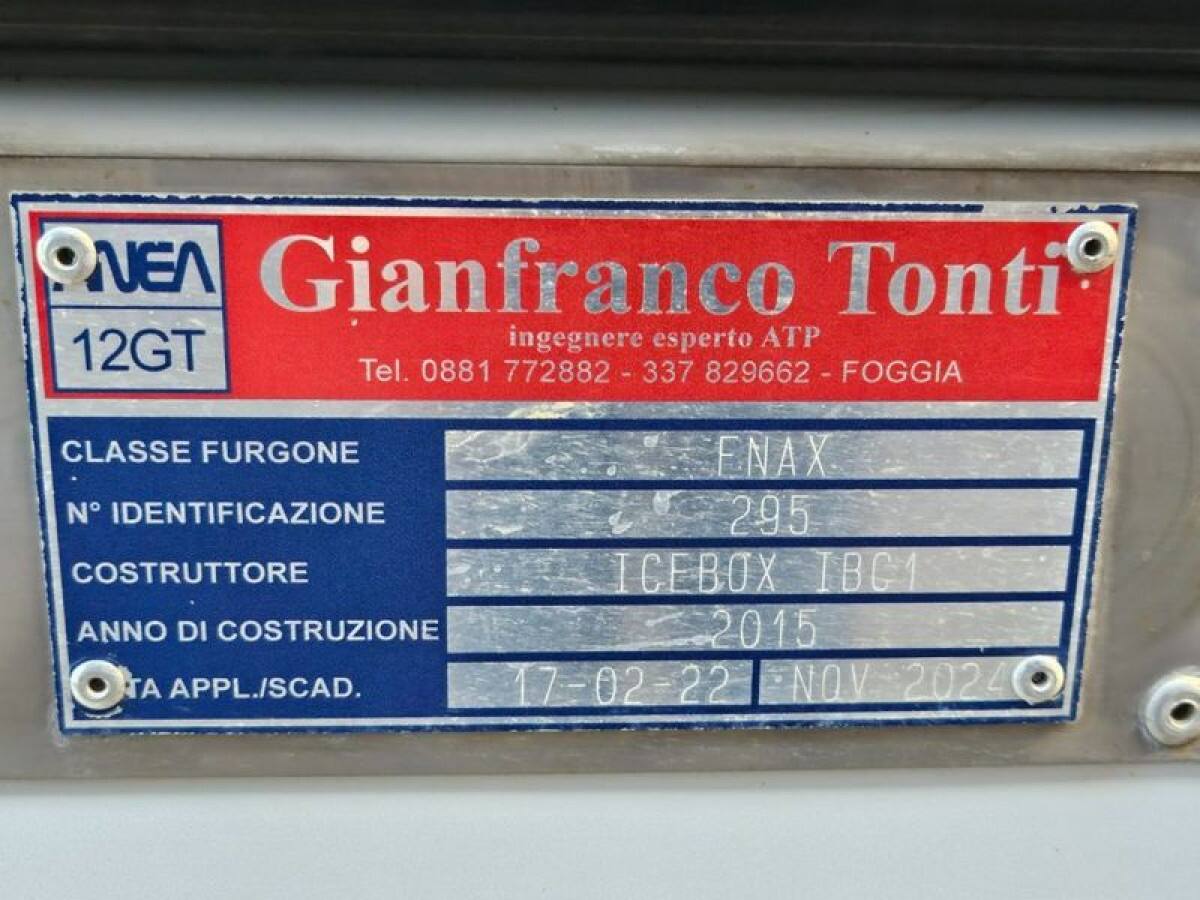 12GT
Gianfranco Tonti
ingegnere esperto ATP
Tel. 0881 772882 - 337 829662 - FOGGIA
CLASSE FURGONE FNAX
N° IDENTIFICAZIONE 295
COSTRUTTORE ICEBOX IBC1
ANNO DI COSTRUZIONE 2015
APPL./SCAD. 17-02-22 NOV 2024